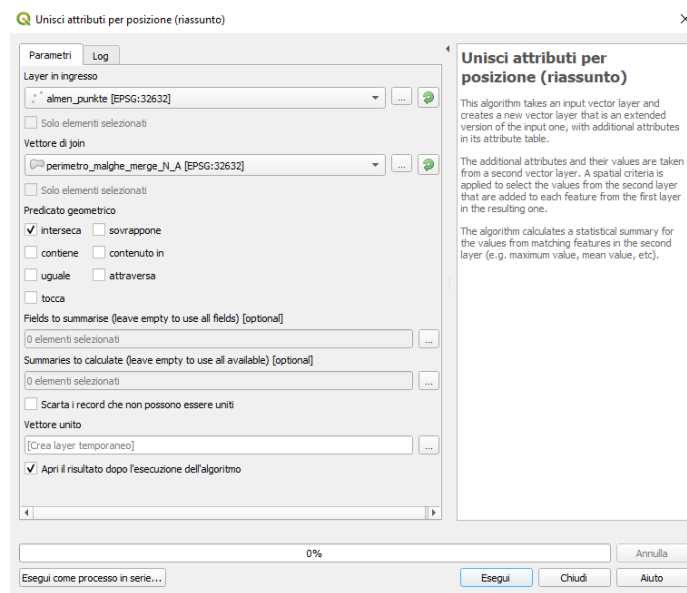 Unisci attributi per posizione (riassunto)
Parametri
Log
Layer in ingresso
almen_punkte [EPSG:32632]
...
Solo elementi selezionati
Vettore di join
perimetro_malghe_merge_N_A [EPSG:32632]
...
Solo elementi selezionati
Predicato geometrico
interseca sovrappone
contiene contenuto in
uguale attraversa
tocca
Fields to summarise (leave empty to use all fields) [optional]
0 elementi selezionati
...
Summaries to calculate (leave empty to use all available) [optional]
0 elementi selezionati
...
Scarta i record che non possono essere uniti
Vettore unito
[Crea layer temporaneo]
...
Apri il risultato dopo l'esecuzione dell'algoritmo
Unisci attributi per
posizione (riassunto)
This algorithm takes an input vector layer and
creates a new vector layer that is an extended
version of the input one, with additional attributes
in its attribute table.
The additional attributes and their values are taken
from a second vector layer. A spatial criteria is
applied to select the values from the second layer
that are added to each feature from the first layer
in the resulting one.
The algorithm calculates a statistical summary for
the values from matching features in the second
layer (e.g. maximum value, mean value, etc).
0%
Annulla
Esegui come processo in serie...
Esegui
Chiudi
Aiuto